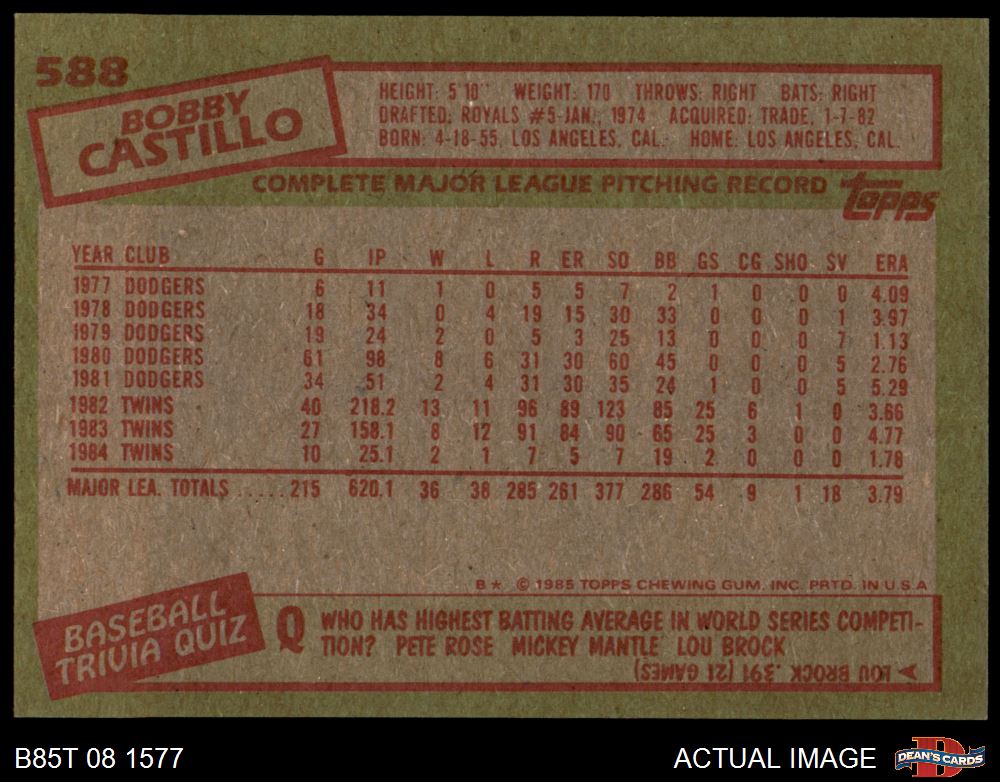 588
BOBBY
CASTILLO
HEIGHT: 5'10" WEIGHT: 170 THROWS: RIGHT BATS: RIGHT
DRAFTED: ROYALS #5-JAN., 1974 ACQUIRED: TRADE, 1-7-82
BORN: 4-18-55, LOS ANGELES, CAL. HOME: LOS ANGELES, CAL.
COMPLETE MAJOR LEAGUE PITCHING RECORD
topps
YEAR CLUB G IP W L R ER SO BB GS CG SHO SV ERA
1977 DODGERS 6 11 1 0 5 5 7 2 1 0 0 0 4.09
1978 DODGERS 18 34 0 4 19 15 30 33 0 0 0 1 3.97
1979 DODGERS 19 24 2 0 5 3 25 13 0 0 0 7 1.13
1980 DODGERS 61 98 8 6 31 30 60 45 0 0 0 5 2.76
1981 DODGERS 34 51 2 4 31 30 35 24 1 0 0 5 5.29
1982 TWINS 40 218.2 13 11 96 89 123 85 25 6 1 0 3.66
1983 TWINS 27 158.1 8 12 91 84 90 65 25 3 0 0 4.77
1984 TWINS 10 25.1 2 1 7 5 7 19 2 0 0 0 1.78
MAJOR LEA. TOTALS ..... 215 620.1 36 38 285 261 377 286 54 9 1 18 3.79
B* © 1985 TOPPS CHEWING GUM, INC. PRTD. IN U.S.A
BASEBALL
TRIVIA QUIZ
Q WHO HAS HIGHEST BATTING AVERAGE IN WORLD SERIES COMPETI-
TION? PETE ROSE MICKEY MANTLE LOU BROCK
LOU BROCK .391 (21 GAMES)
B85T 08 1577
ACTUAL IMAGE
D
DEAN'S CARDS